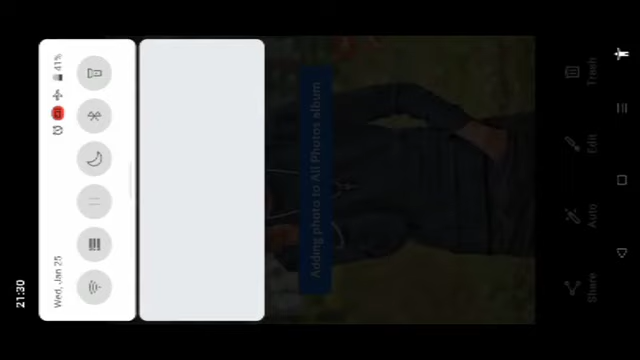 21:30
Wed, Jan 25
41%
Adding photo to All Photos album
Share
Auto
Edit
Trash